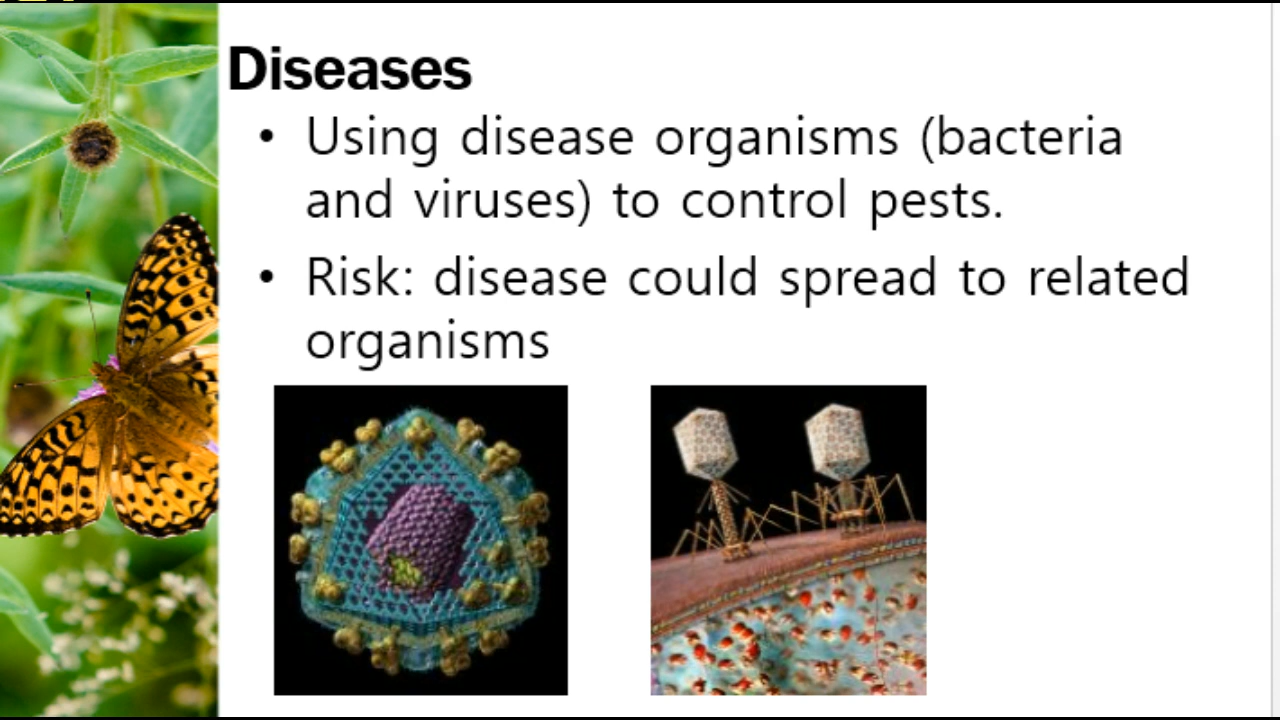 Diseases
• Using disease organisms (bacteria
and viruses) to control pests.
• Risk: disease could spread to related
organisms